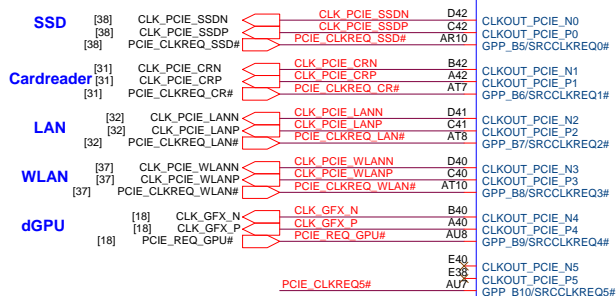 SSD [38] CLK_PCIE_SSDN CLK_PCIE_SSDN D42 CLKOUT_PCIE_N0
[38] CLK_PCIE_SSDP CLK_PCIE_SSDP C42 CLKOUT_PCIE_P0
[38] PCIE_CLKREQ_SSD# PCIE_CLKREQ_SSD# AR10 GPP_B5/SRCCLKREQ0#
Cardreader [31] CLK_PCIE_CRN CLK_PCIE_CRN B42 CLKOUT_PCIE_N1
[31] CLK_PCIE_CRP CLK_PCIE_CRP A42 CLKOUT_PCIE_P1
[31] PCIE_CLKREQ_CR# PCIE_CLKREQ_CR# AT7 GPP_B6/SRCCLKREQ1#
LAN [32] CLK_PCIE_LANN CLK_PCIE_LANN D41 CLKOUT_PCIE_N2
[32] CLK_PCIE_LANP CLK_PCIE_LANP C41 CLKOUT_PCIE_P2
[32] PCIE_CLKREQ_LAN# PCIE_CLKREQ_LAN# AT8 GPP_B7/SRCCLKREQ2#
WLAN [37] CLK_PCIE_WLANN CLK_PCIE_WLANN D40 CLKOUT_PCIE_N3
[37] CLK_PCIE_WLANP CLK_PCIE_WLANP C40 CLKOUT_PCIE_P3
[37] PCIE_CLKREQ_WLAN# PCIE_CLKREQ_WLAN# AT10 GPP_B8/SRCCLKREQ3#
dGPU [18] CLK_GFX_N CLK_GFX_N B40 CLKOUT_PCIE_N4
[18] CLK_GFX_P CLK_GFX_P A40 CLKOUT_PCIE_P4
[18] PCIE_REQ_GPU# PCIE_REQ_GPU# AU8 GPP_B9/SRCCLKREQ4#
E40 CLKOUT_PCIE_N5
E38 CLKOUT_PCIE_P5
PCIE_CLKREQ5# AU7 GPP_B10/SRCCLKREQ5#